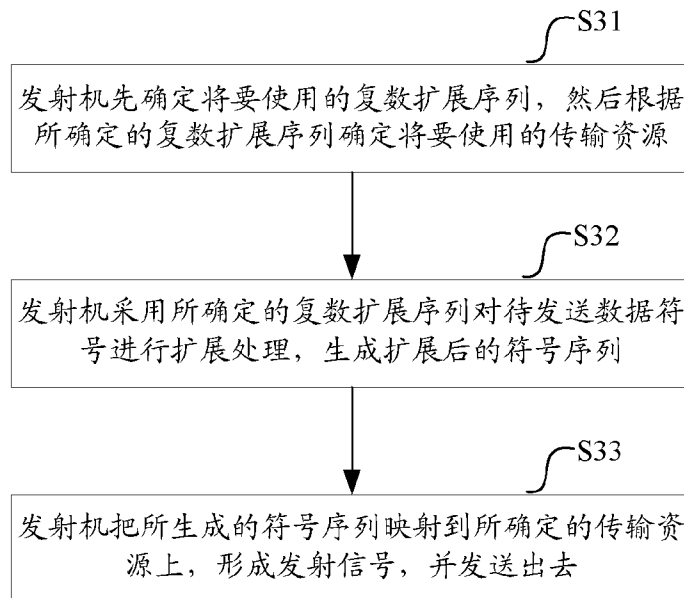 S31
发射机先确定将要使用的复数扩展序列，然后根据
所确定的复数扩展序列确定将要使用的传输资源
S32
发射机采用所确定的复数扩展序列对待发送数据符
号进行扩展处理，生成扩展后的符号序列
S33
发射机把所生成的符号序列映射到所确定的传输资
源上，形成发射信号，并发送出去